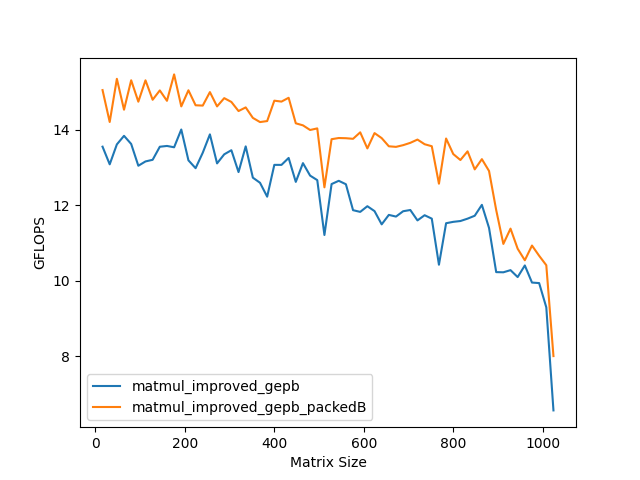 GFLOPS
14
12
10
8
matmul_improved_gepb
matmul_improved_gepb_packedB
0 200 400 600 800 1000
Matrix Size